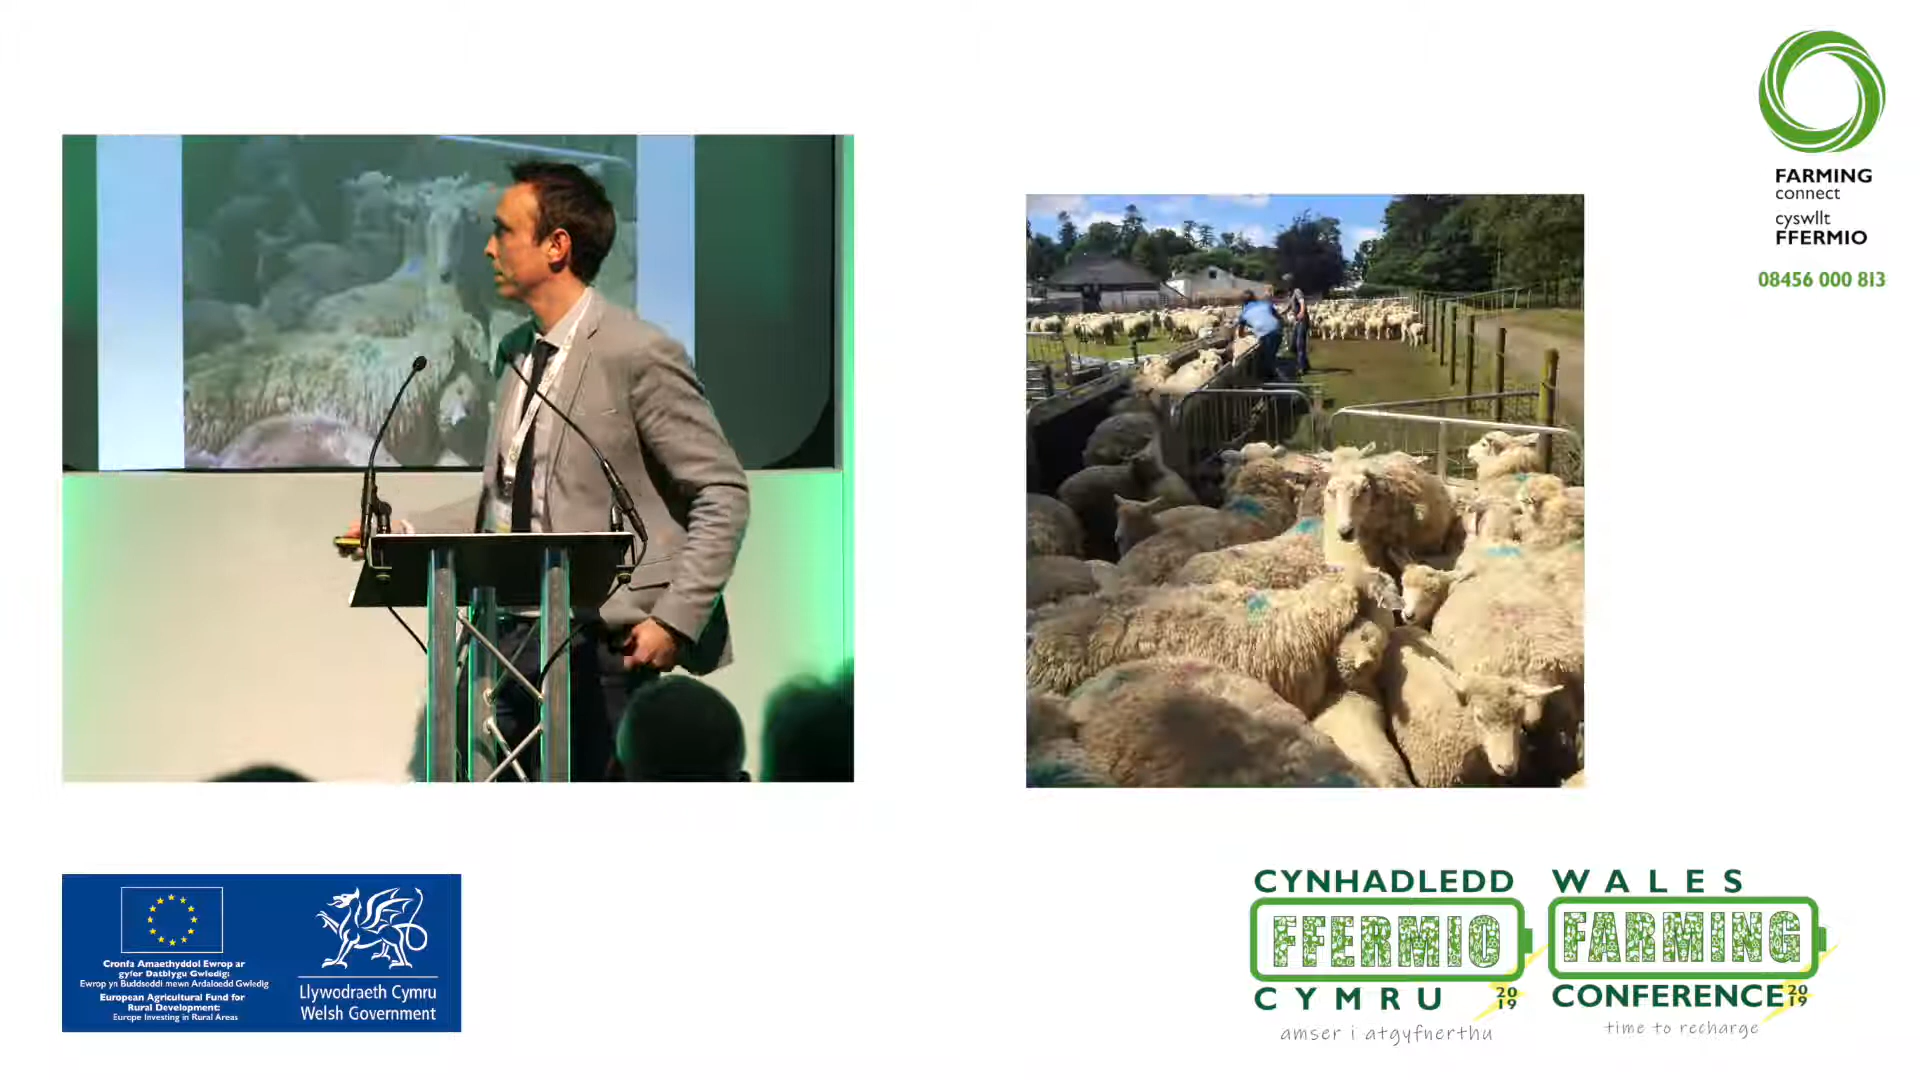 FARMING
connect
cyswllt
FFERMIO
08456 000 813
Cronfa Amaethyddol Ewrop ar
gyfer Datblygu Gwledig:
Ewrop yn Buddsoddi mewn Ardaloedd Gwledig
European Agricultural Fund for
Rural Development:
Europe Investing in Rural Areas
Llywodraeth Cymru
Welsh Government
CYNHADLEDD
FFERMIO
CYMRU 2019
amser i atgyfnerthu
WALES
FARMING
CONFERENCE 2019
time to recharge